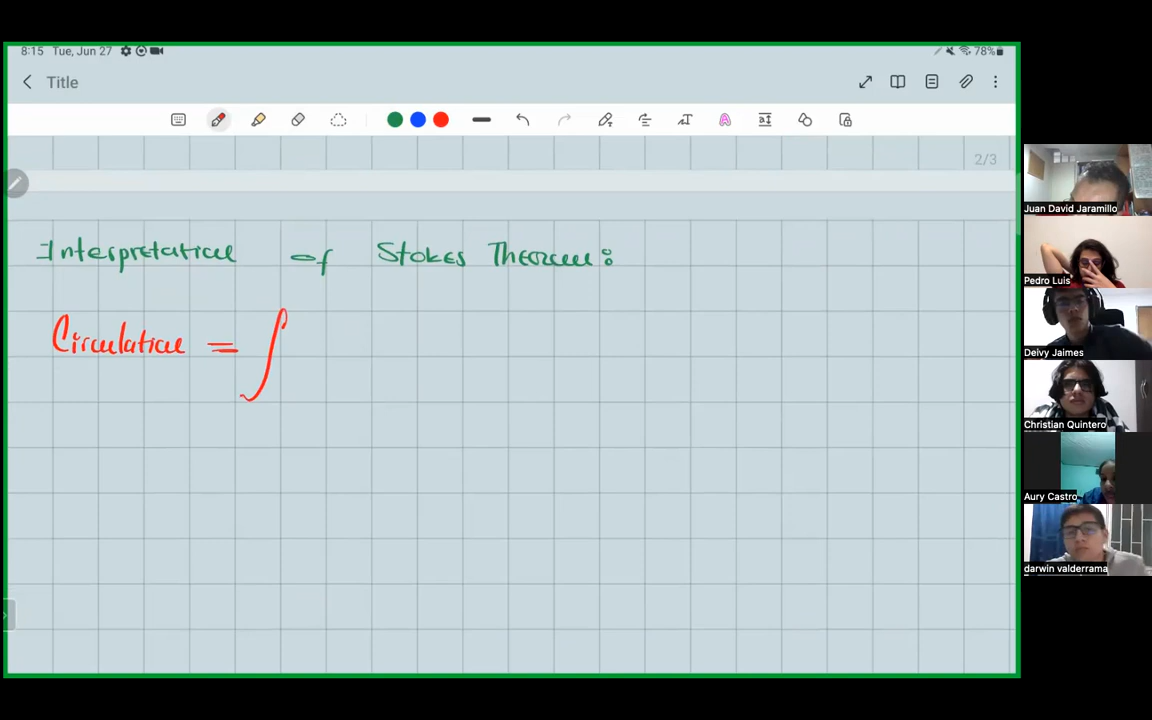 8:15 Tue, Jun 27 78%
Title
2/3
Interpretation of Stokes Theorem:
Circulation = ∫
Juan David Jaramillo
Pedro Luis
Deivy Jaimes
Christian Quintero
Aury Castro
darwin valderrama